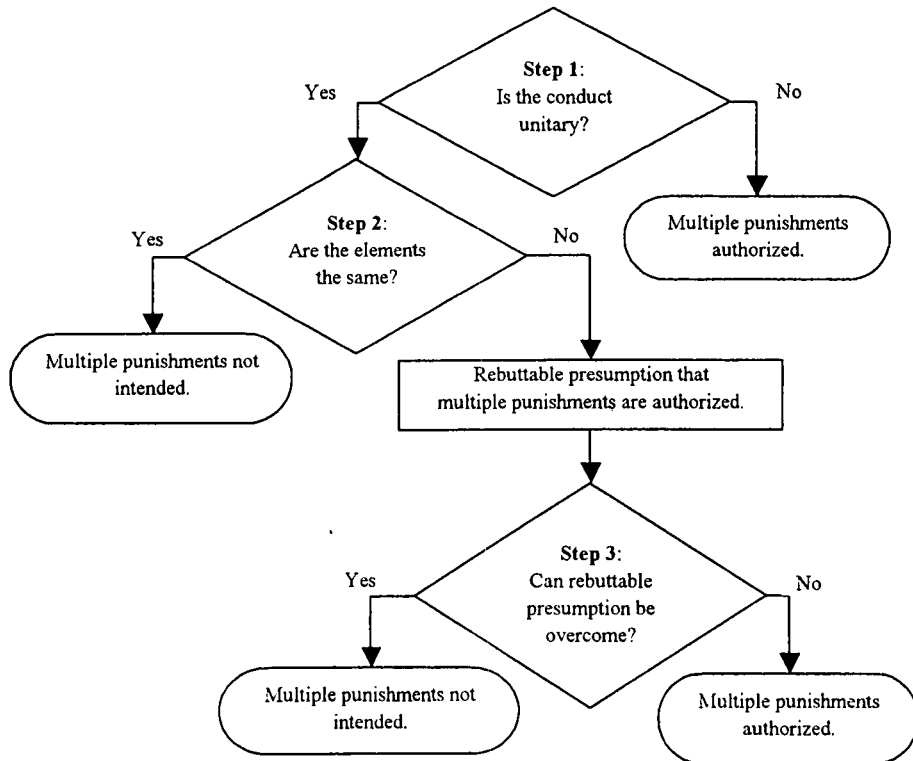 Step 1:
Is the conduct
unitary?
Yes
No
Multiple punishments
authorized.
Step 2:
Are the elements
the same?
Yes
No
Multiple punishments not
intended.
Rebuttable presumption that
multiple punishments are authorized.
Step 3:
Can rebuttable
presumption be
overcome?
Yes
No
Multiple punishments not
intended.
Multiple punishments
authorized.